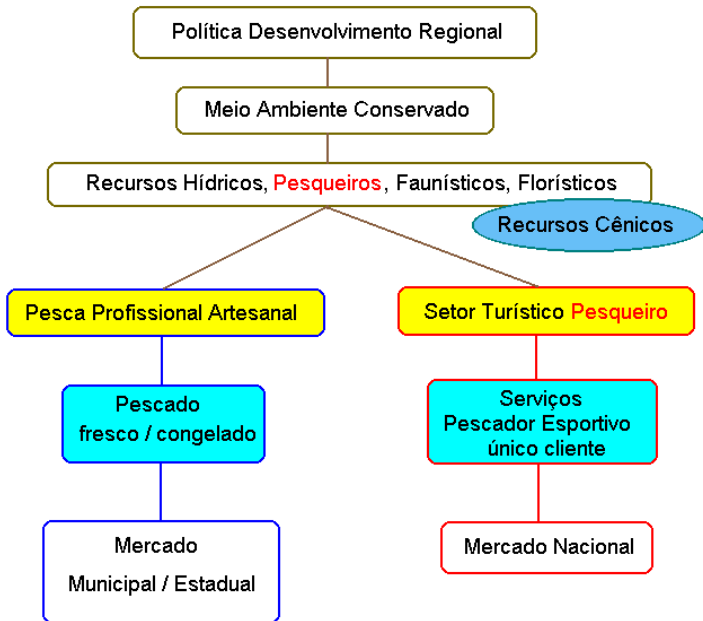 Política Desenvolvimento Regional
Meio Ambiente Conservado
Recursos Hídricos, Pesqueiros, Faunísticos, Florísticos
Recursos Cênicos
Pesca Profissional Artesanal
Setor Turístico Pesqueiro
Pescado
fresco / congelado
Serviços
Pescador Esportivo
único cliente
Mercado
Municipal / Estadual
Mercado Nacional